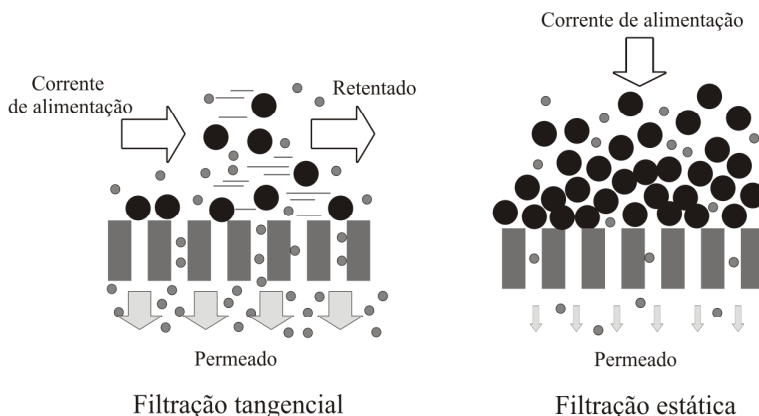 Corrente
de alimentação
Retentado
Permeado
Filtração tangencial
Corrente de alimentação
Permeado
Filtração estática